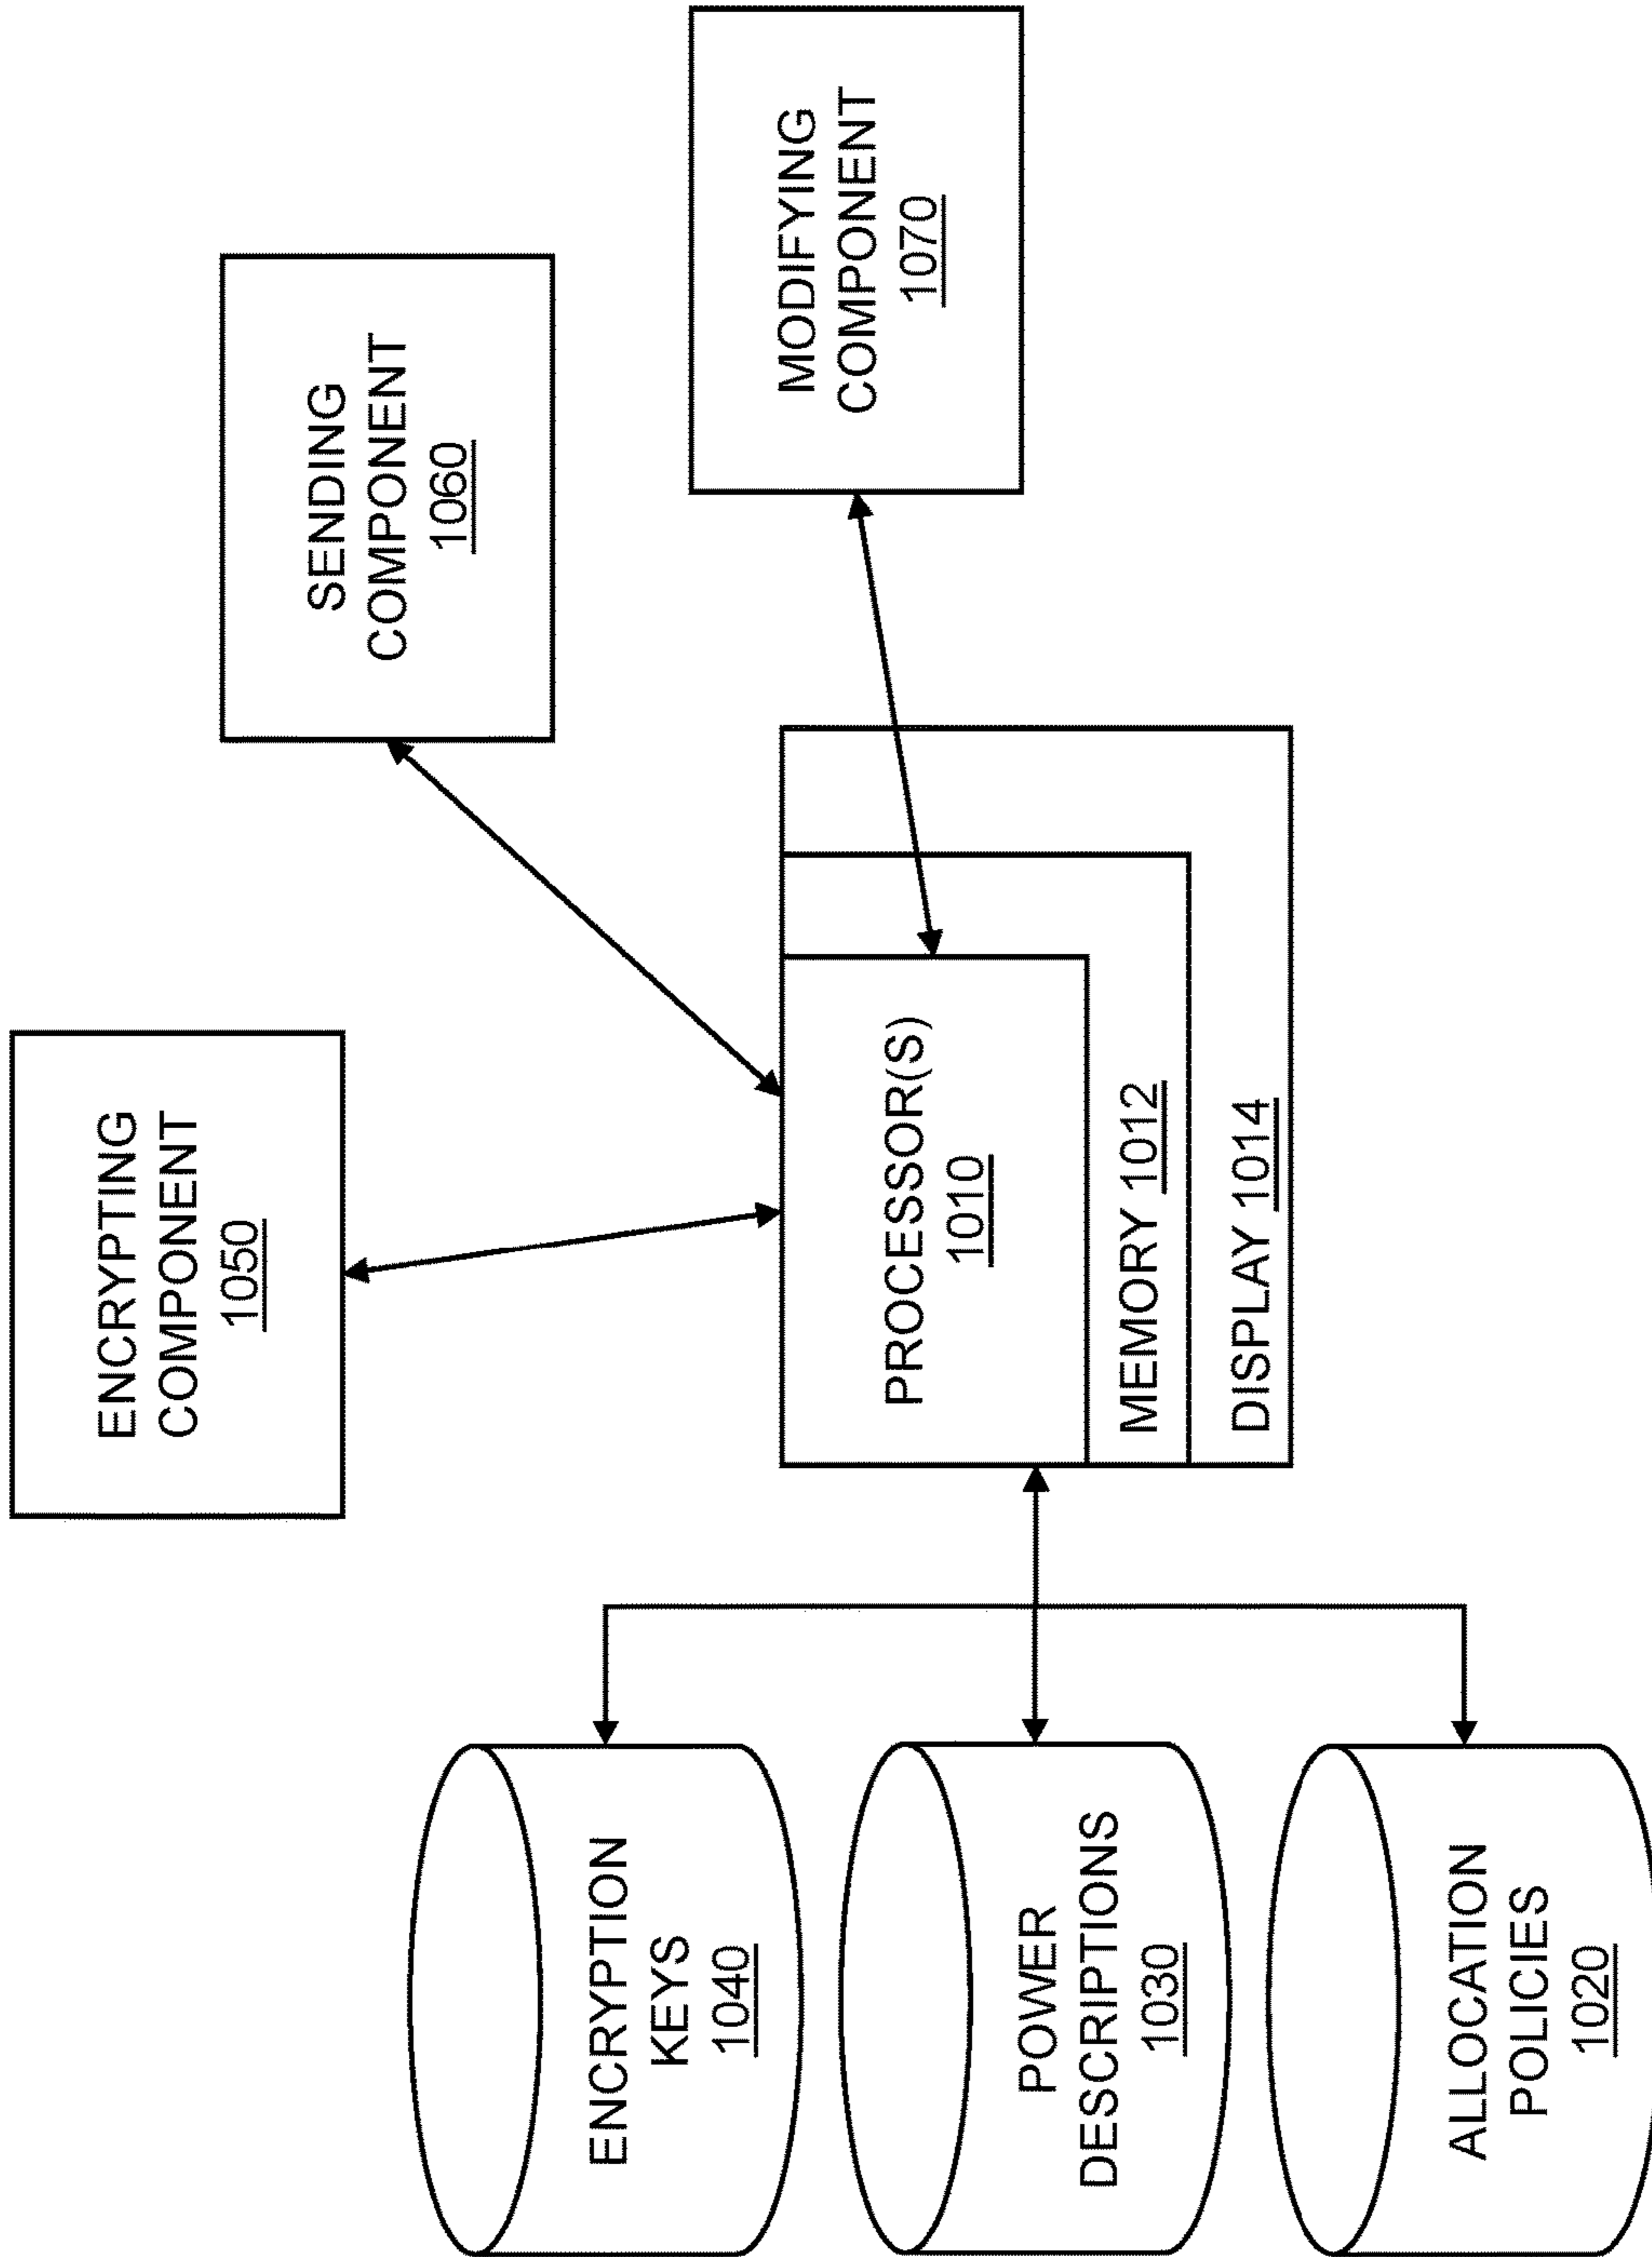 ENCRYPTING
COMPONENT
1050
SENDING
COMPONENT
1060
MODIFYING
COMPONENT
1070
ENCRYPTION
KEYS
1040
POWER
DESCRIPTIONS
1030
ALLOCATION
POLICIES
1020
PROCESSOR(S)
1010
MEMORY 1012
DISPLAY 1014